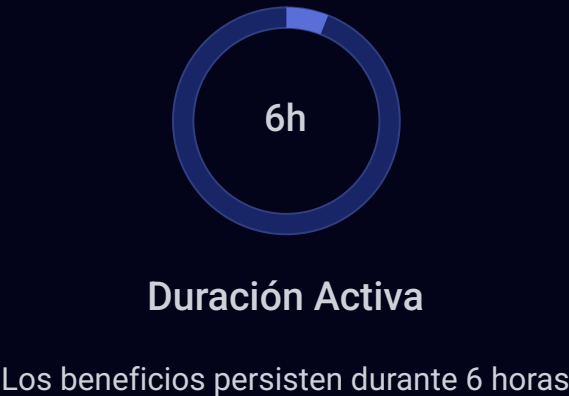 6h
Duración Activa
Los beneficios persisten durante 6 horas